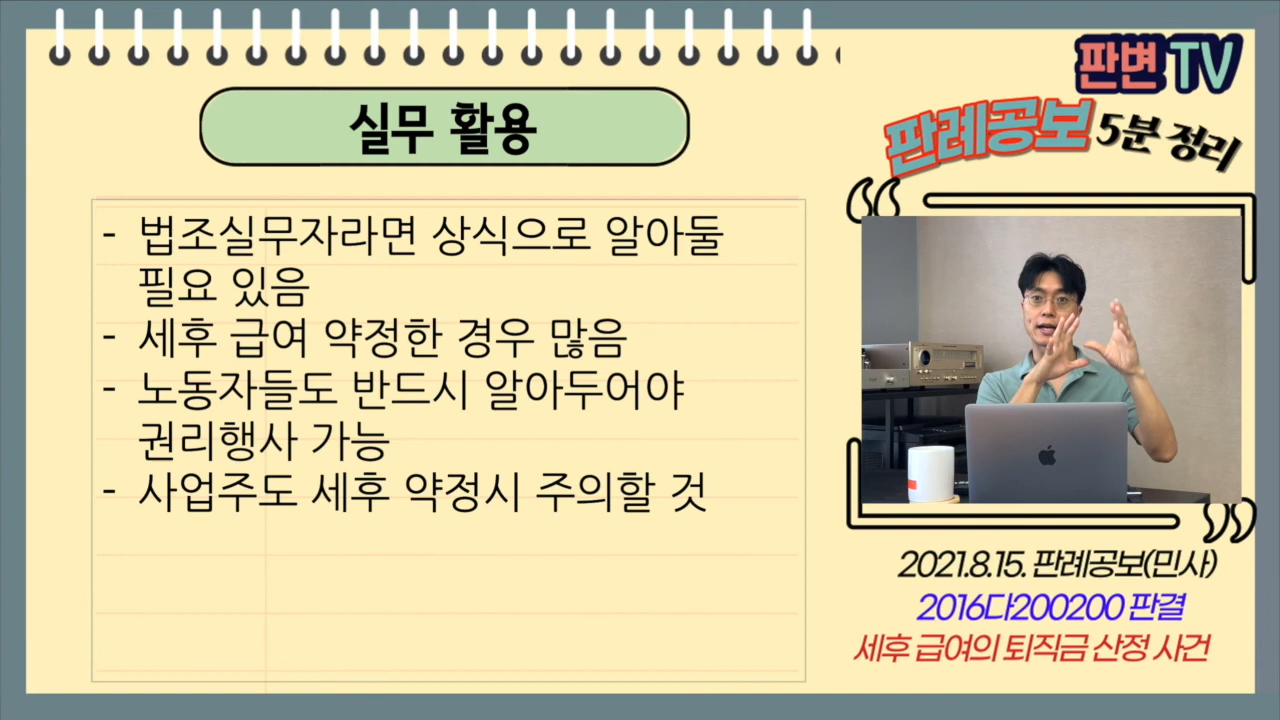 실무 활용
- 법조실무자라면 상식으로 알아둘
필요 있음
- 세후 급여 약정한 경우 많음
- 노동자들도 반드시 알아두어야
권리행사 가능
- 사업주도 세후 약정시 주의할 것
판변 TV
판례공보 5분 정리
2021.8.15. 판례공보(민사)
2016다200200 판결
세후 급여의 퇴직금 산정 사건